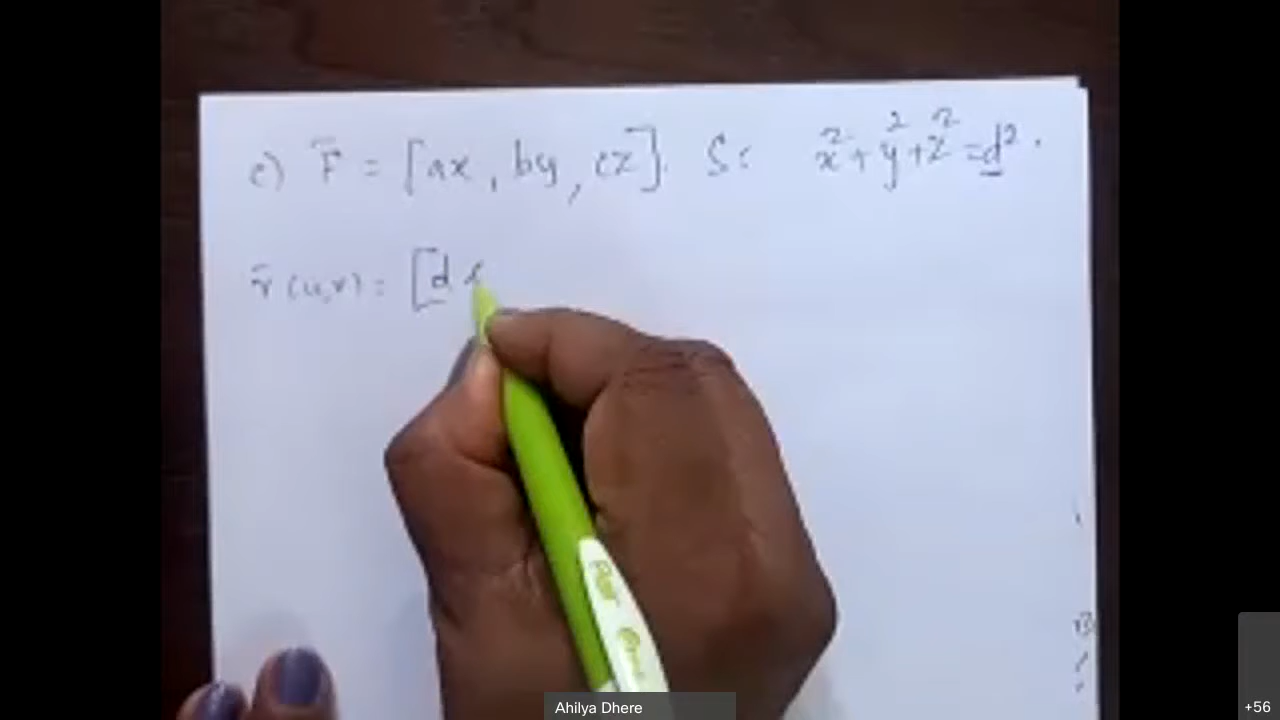 c) F̄ = [ax, by, cz]. S: x²+y²+z²=d².
r̄(u,v) = [d
Ahilya Dhere
+56